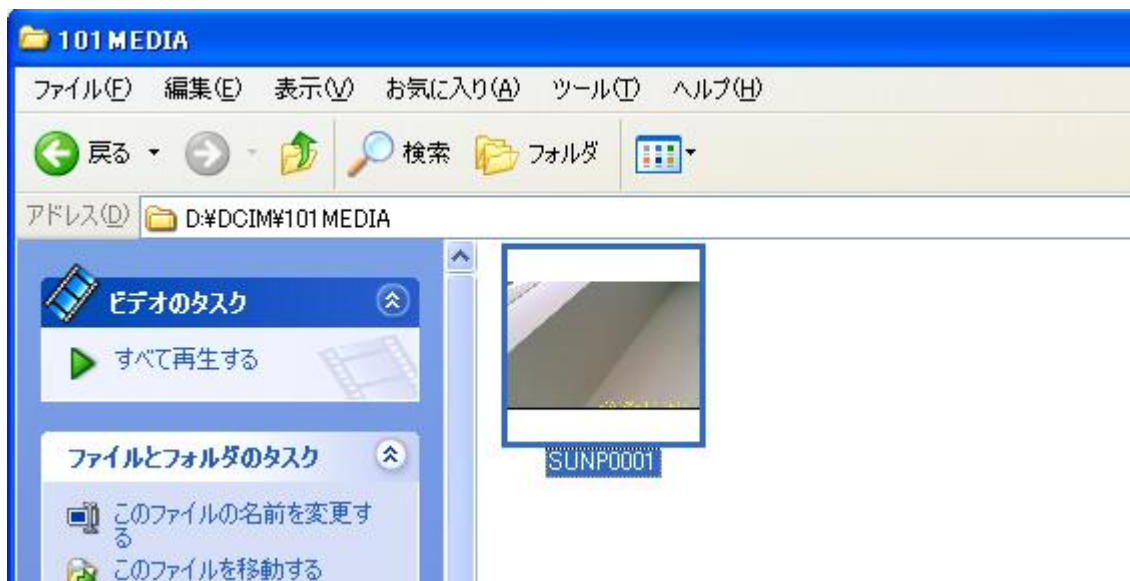 101MEDIA
ファイル(F) 編集(E) 表示(V) お気に入り(A) ツール(T) ヘルプ(H)
戻る 検索 フォルダ
アドレス(D) D:¥DCIM¥101MEDIA
ビデオのタスク
すべて再生する
ファイルとフォルダのタスク
このファイルの名前を変更す
る
このファイルを移動する
SUNP0001